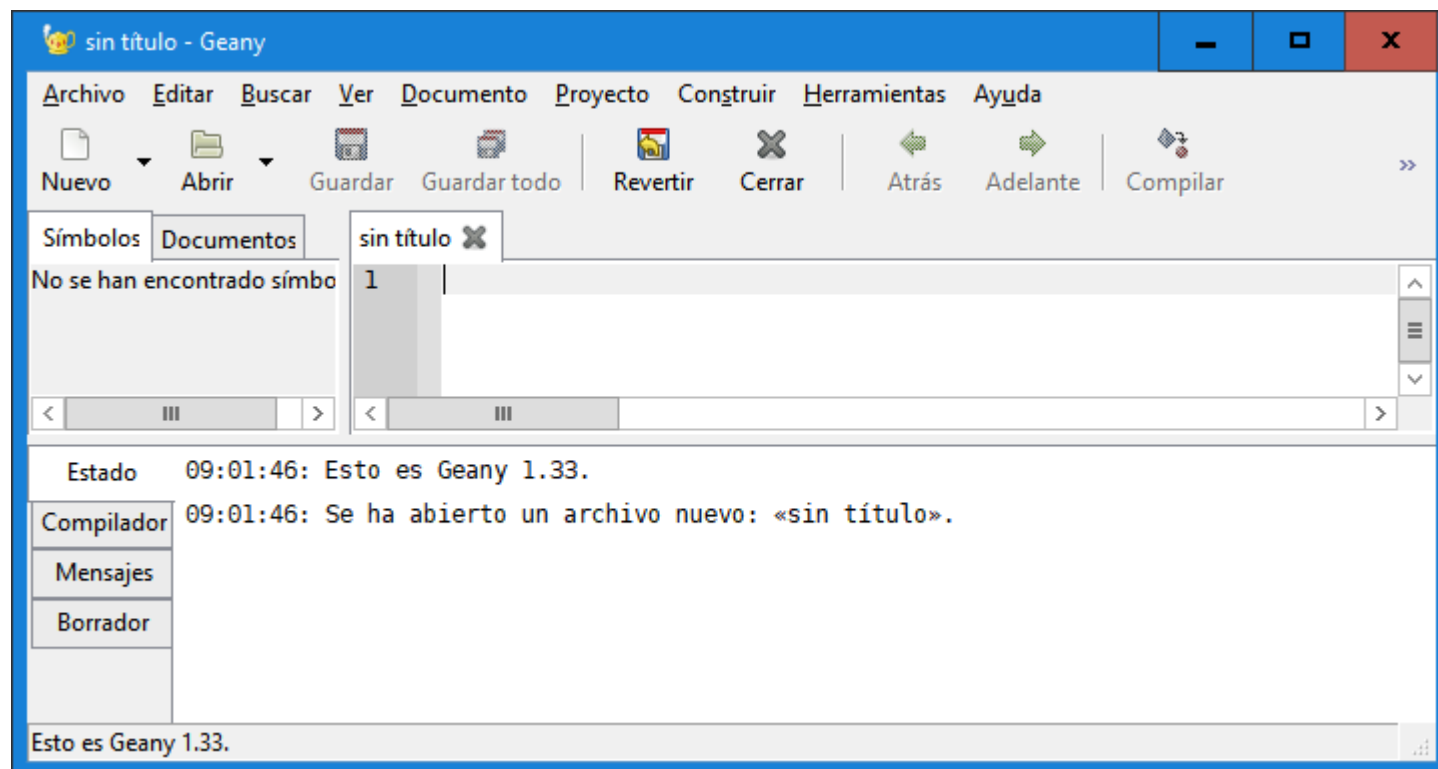 sin título - Geany
Archivo Editar Buscar Ver Documento Proyecto Construir Herramientas Ayuda
Nuevo Abrir Guardar Guardar todo Revertir Cerrar Atrás Adelante Compilar
Símbolos Documentos sin título
No se han encontrado símbo 1
Estado 09:01:46: Esto es Geany 1.33.
Compilador 09:01:46: Se ha abierto un archivo nuevo: «sin título».
Mensajes
Borrador
Esto es Geany 1.33.